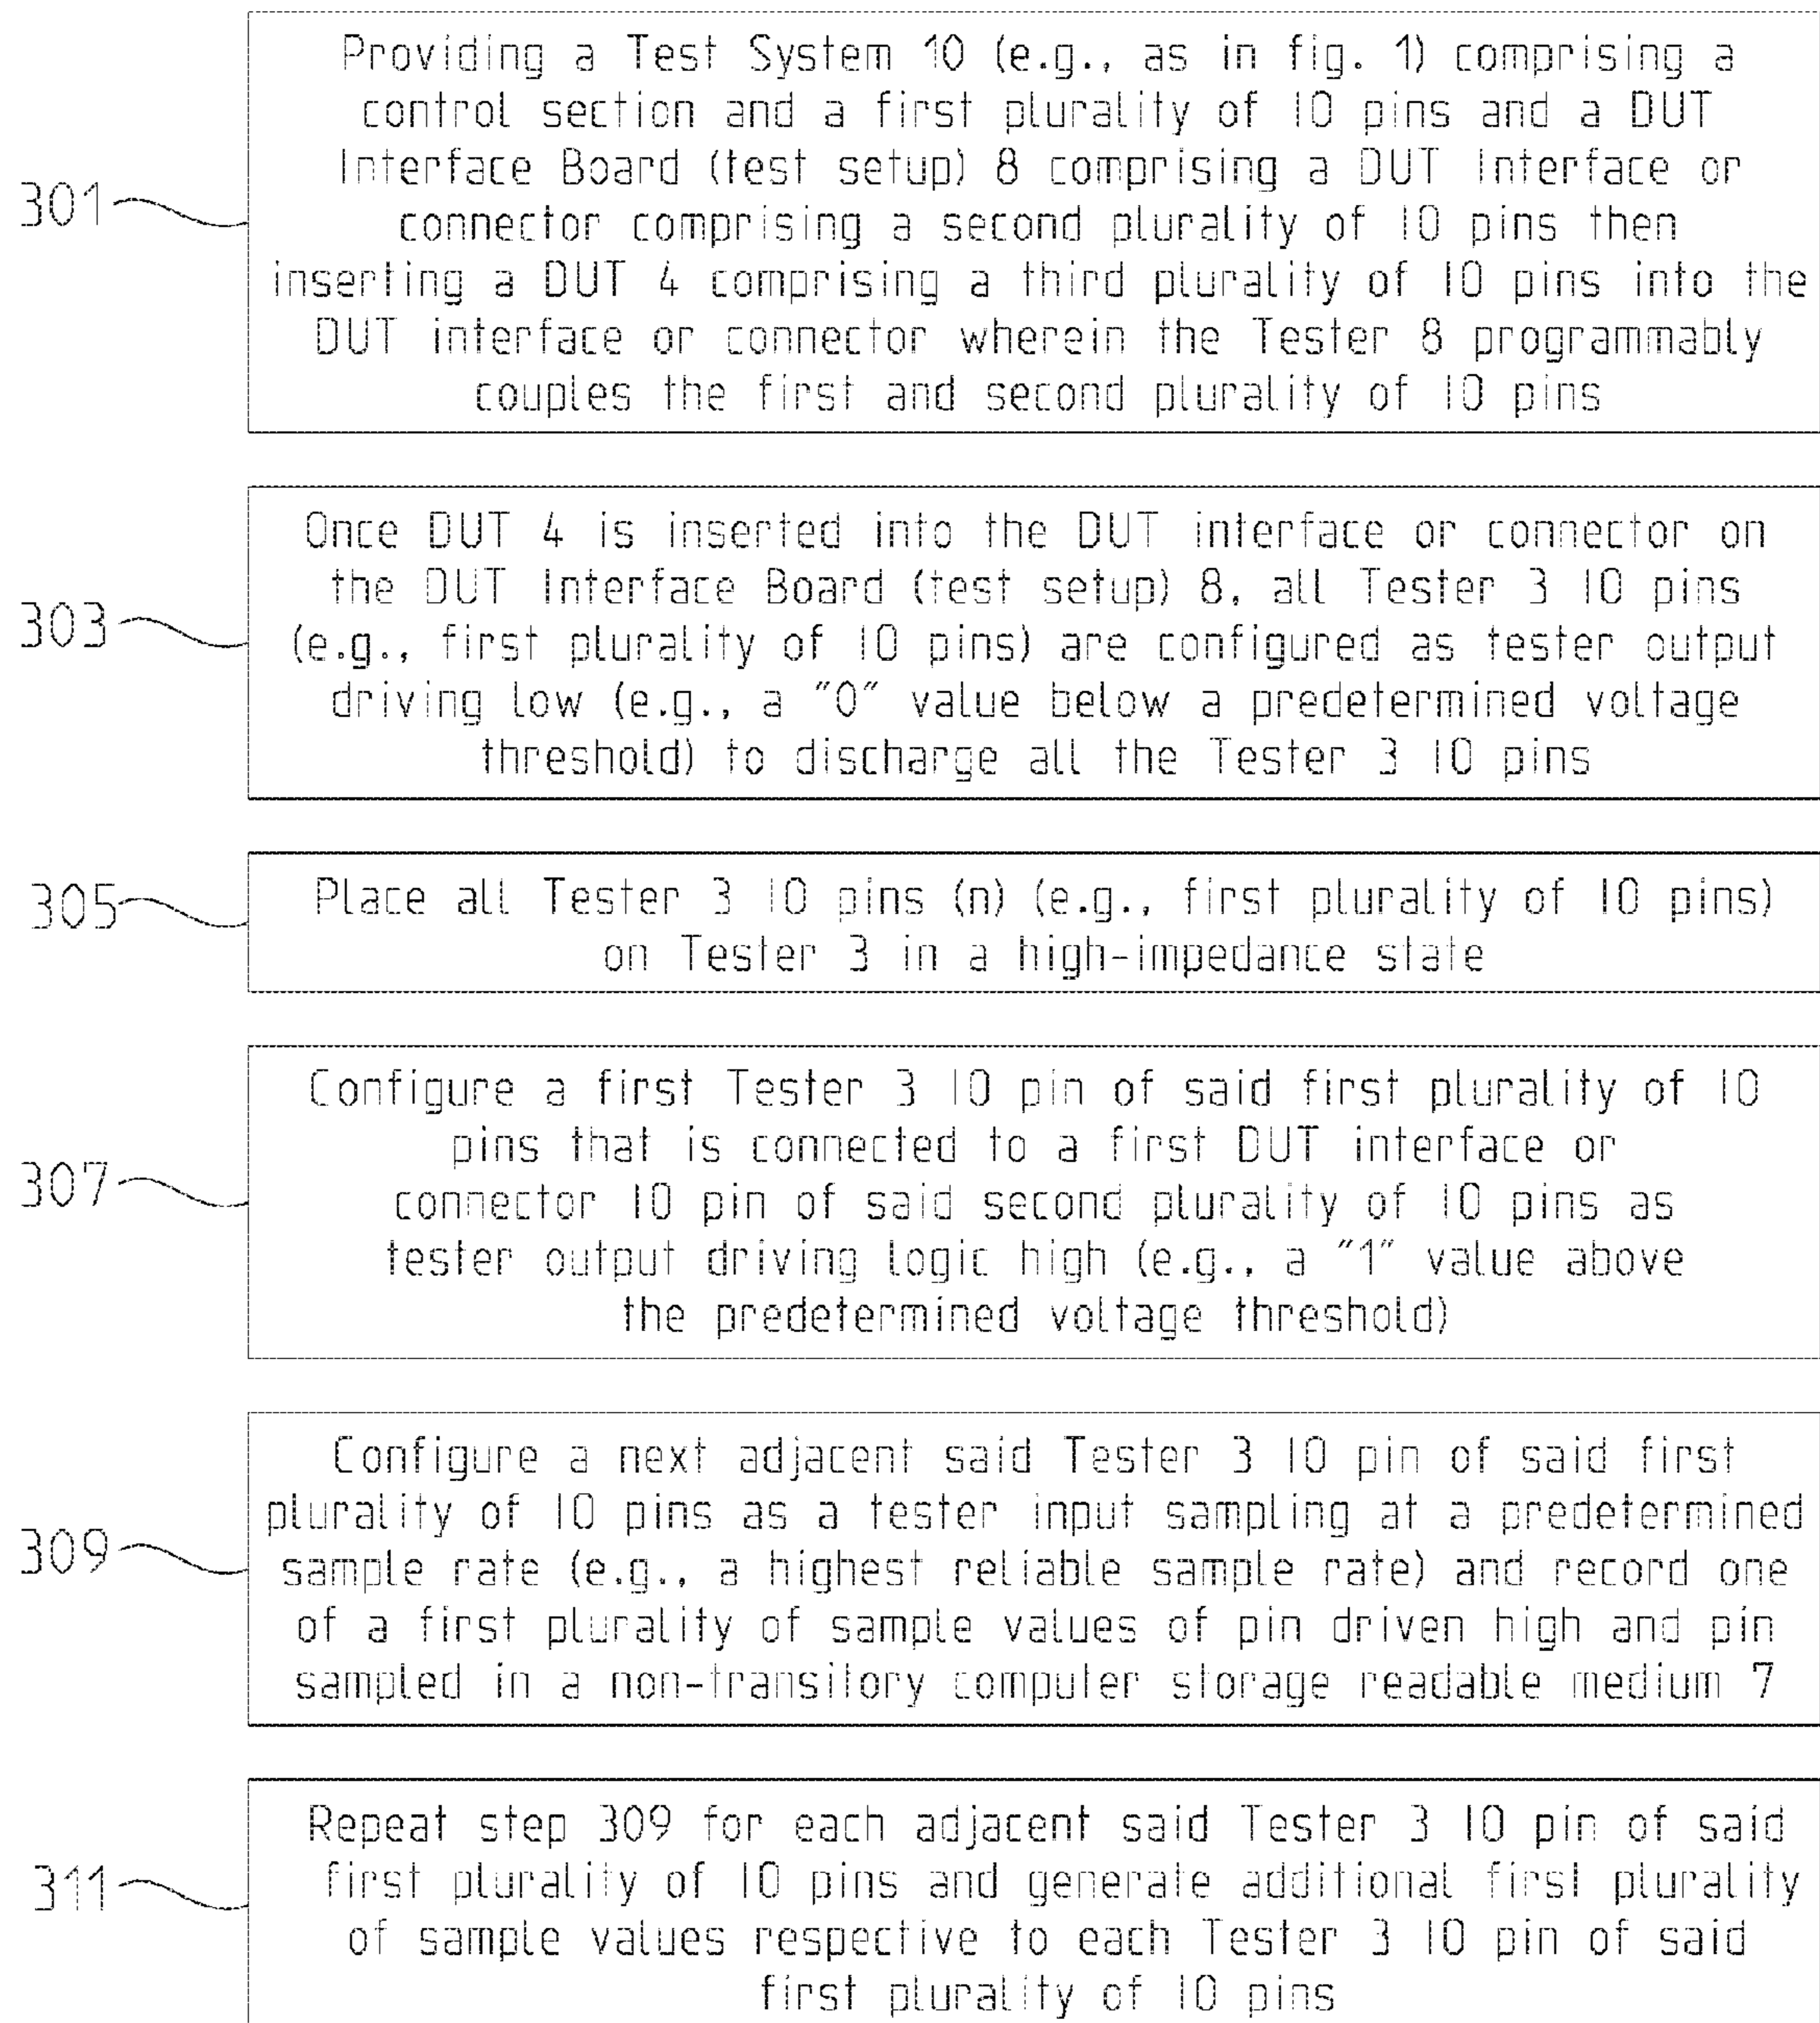 301
Providing a Test System 10 (e.g., as in fig. 1) comprising a
control section and a first plurality of IO pins and a DUT
Interface Board (test setup) 8 comprising a DUT Interface or
connector comprising a second plurality of IO pins then
inserting a DUT 4 comprising a third plurality of IO pins into the
DUT interface or connector wherein the Tester 8 programmably
couples the first and second plurality of IO pins
303
Once DUT 4 is inserted into the DUT interface or connector on
the DUT Interface Board (test setup) 8, all Tester 3 IO pins
(e.g., first plurality of IO pins) are configured as tester output
driving low (e.g., a "0" value below a predetermined voltage
threshold) to discharge all the Tester 3 IO pins
305
Place all Tester 3 IO pins (n) (e.g., first plurality of IO pins)
on Tester 3 in a high-impedance state
307
Configure a first Tester 3 IO pin of said first plurality of IO
pins that is connected to a first DUT interface or
connector IO pin of said second plurality of IO pins as
tester output driving logic high (e.g., a "1" value above
the predetermined voltage threshold)
309
Configure a next adjacent said Tester 3 IO pin of said first
plurality of IO pins as a tester input sampling at a predetermined
sample rate (e.g., a highest reliable sample rate) and record one
of a first plurality of sample values of pin driven high and pin
sampled in a non-transitory computer storage readable medium 7
311
Repeat step 309 for each adjacent said Tester 3 IO pin of said
first plurality of IO pins and generate additional first plurality
of sample values respective to each Tester 3 IO pin of said
first plurality of IO pins